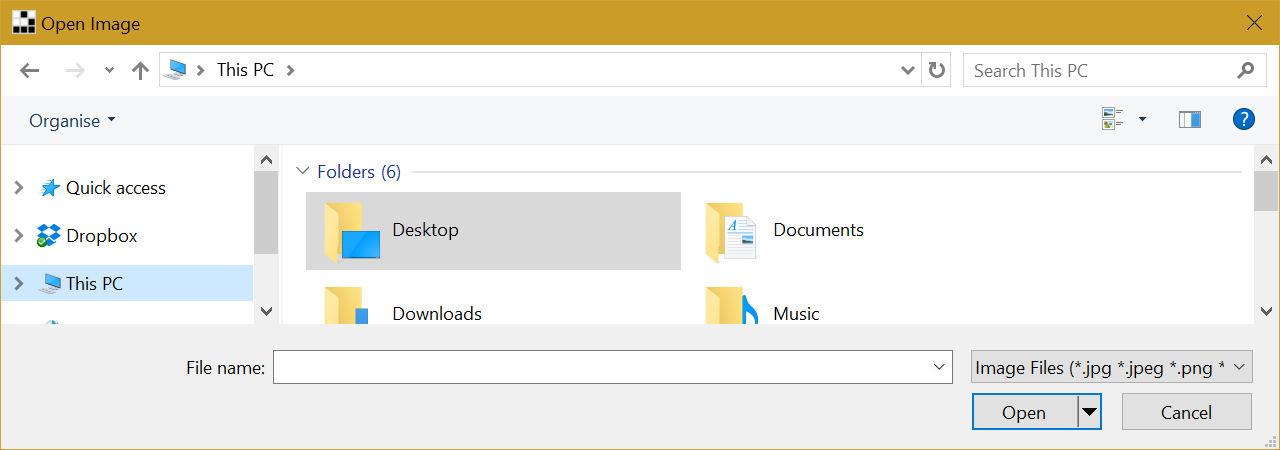 Open Image
This PC
Search This PC
Organise
?
Quick access
Dropbox
This PC
Folders (6)
Desktop
A
Documents
Downloads
Music
File name:
Image Files (*.jpg *.jpeg *.png *
Open
Cancel